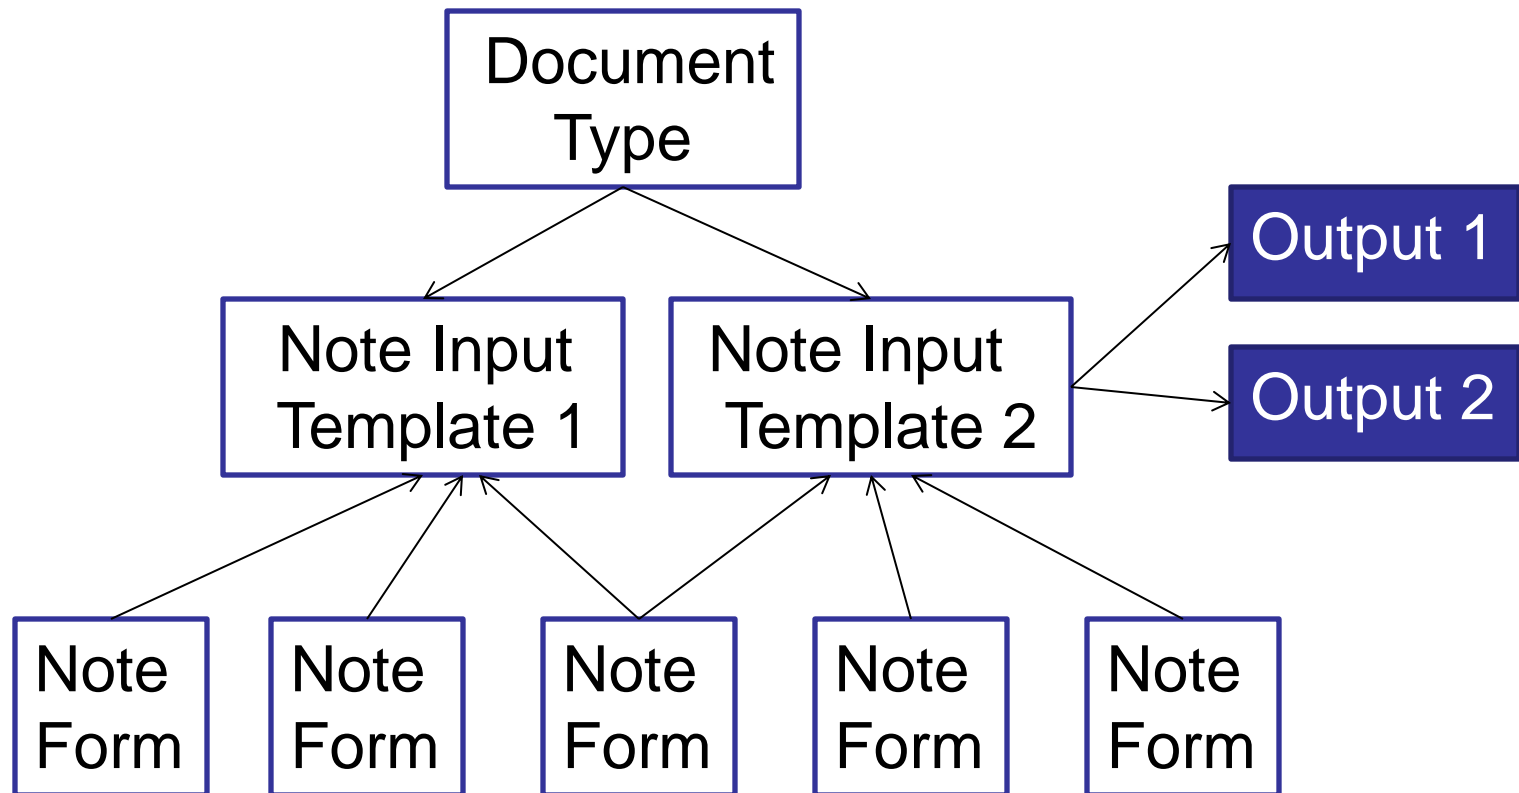 Document
Type
Output 1
Note Input
Template 1
Note Input
Template 2
Output 2
Note
Form
Note
Form
Note
Form
Note
Form
Note
Form